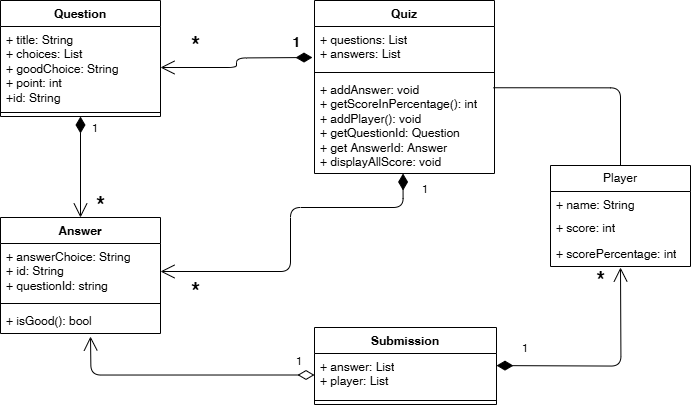 Question
+ title: String
+ choices: List
+ goodChoice: String
+ point: int
+id: String
1
*
*
1
Quiz
+ questions: List
+ answers: List
+ addAnswer: void
+ getScoreInPercentage(): int
+ addPlayer(): void
+ getQuestionId: Question
+ get AnswerId: Answer
+ displayAllScore: void
1
*
Player
+ name: String
+ score: int
+ scorePercentage: int
*
Answer
+ answerChoice: String
+ id: String
+ questionId: string
+ isGood(): bool
Submission
+ answer: List
+ player: List
1
1